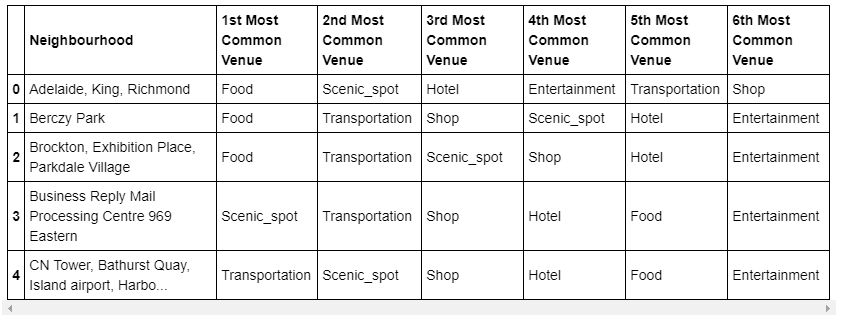 Neighbourhood 1st Most Common Venue 2nd Most Common Venue 3rd Most Common Venue 4th Most Common Venue 5th Most Common Venue 6th Most Common Venue
0 Adelaide, King, Richmond Food Scenic_spot Hotel Entertainment Transportation Shop
1 Berczy Park Food Transportation Shop Scenic_spot Hotel Entertainment
2 Brockton, Exhibition Place, Parkdale Village Food Transportation Scenic_spot Shop Hotel Entertainment
3 Business Reply Mail Processing Centre 969 Eastern Scenic_spot Transportation Shop Hotel Food Entertainment
4 CN Tower, Bathurst Quay, Island airport, Harbo... Transportation Scenic_spot Shop Hotel Food Entertainment